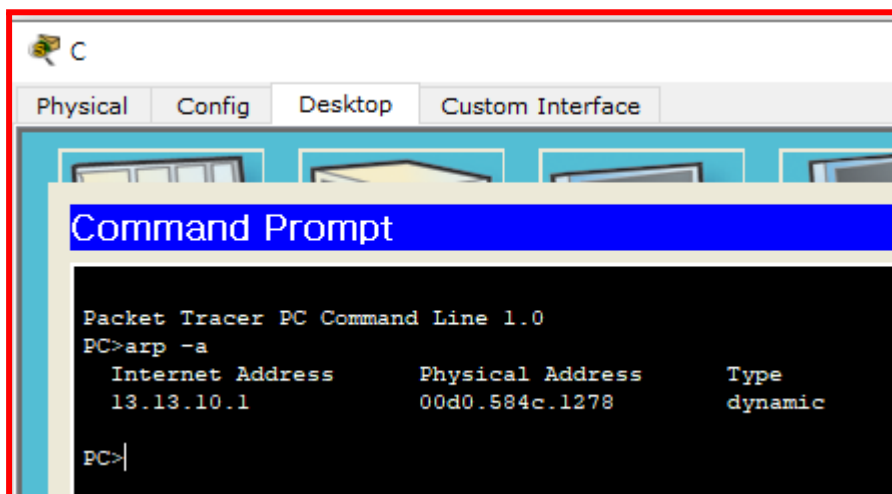 C
Physical Config Desktop Custom Interface
Command Prompt
Packet Tracer PC Command Line 1.0
PC>arp -a
Internet Address Physical Address Type
13.13.10.1 00d0.584c.1278 dynamic
PC>